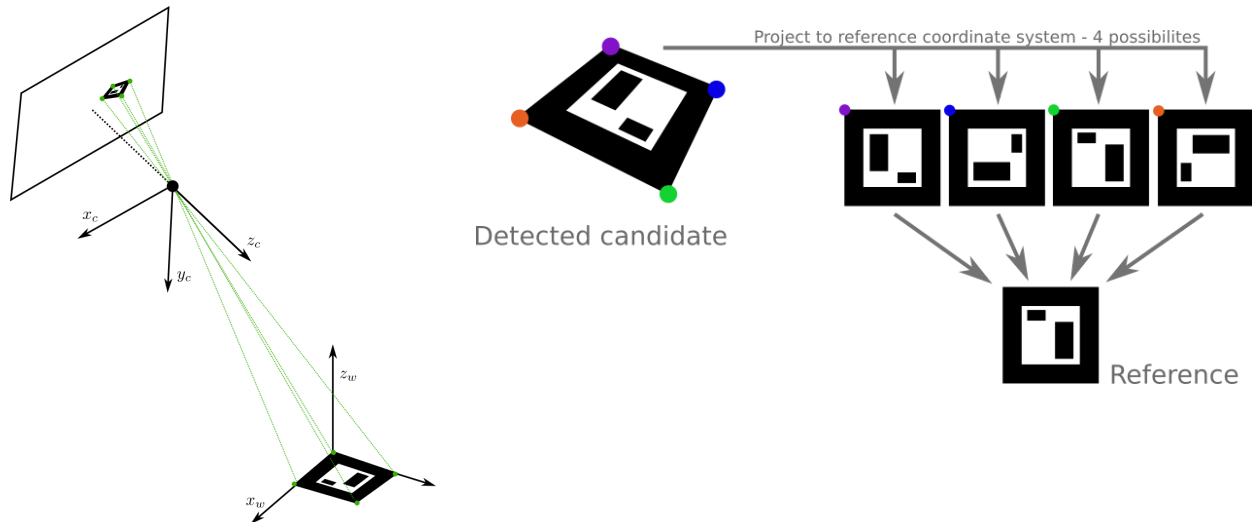 Project to reference coordinate system - 4 possibilites
x_c
z_c
y_c
Detected candidate
z_w
Reference
x_w